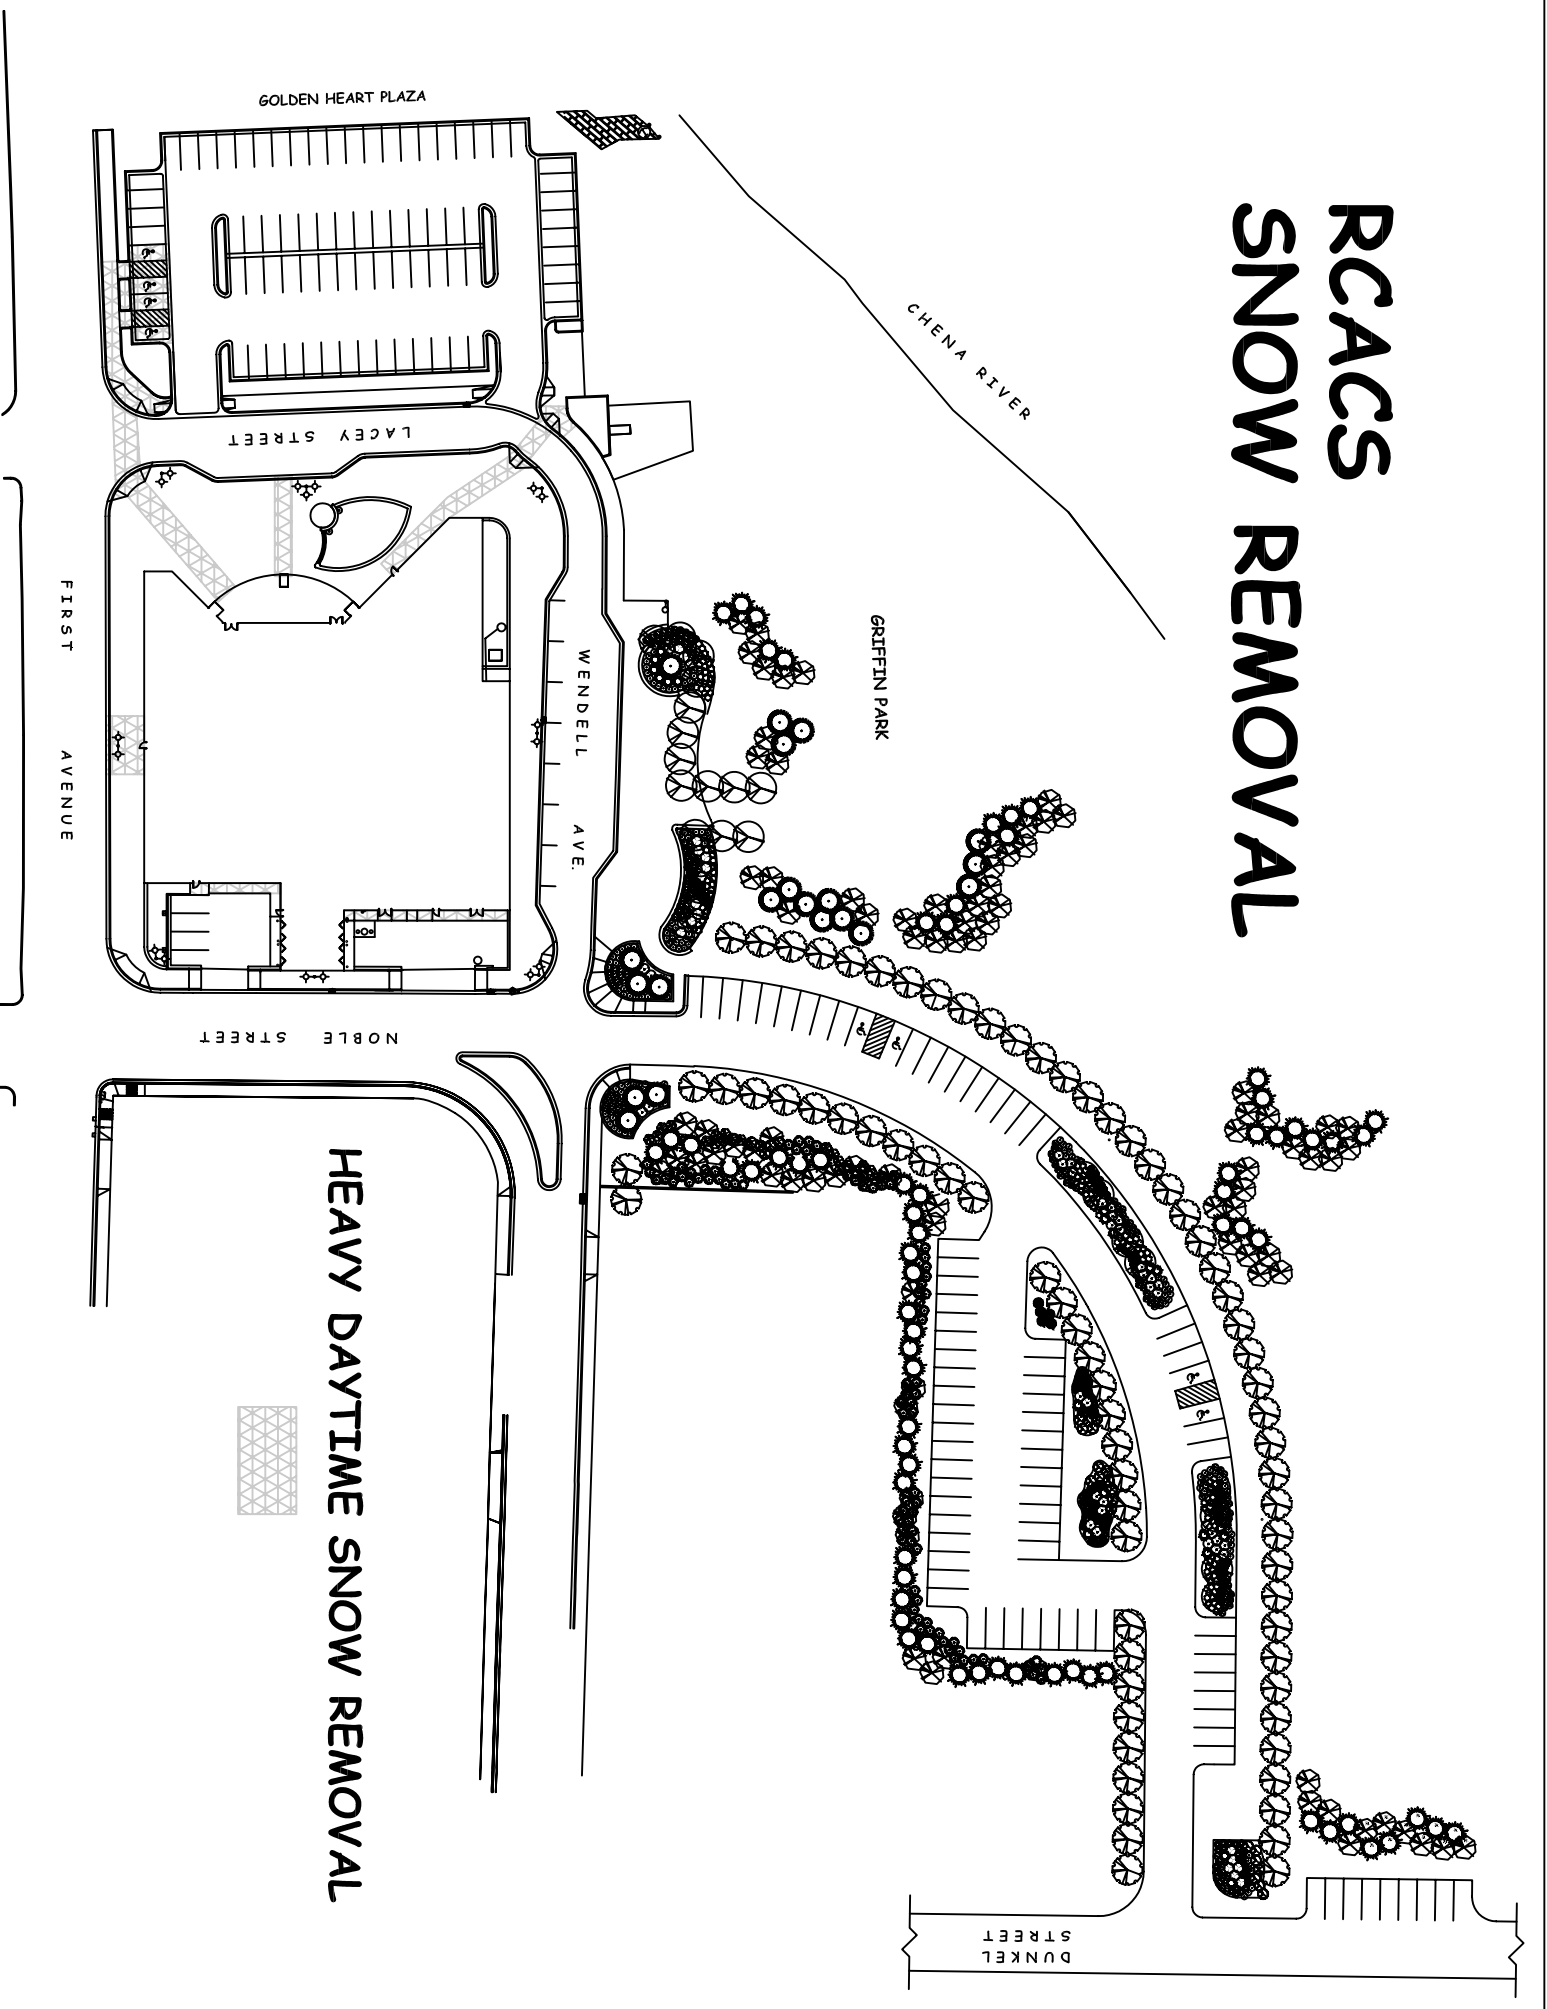 RCACS
SNOW REMOVAL
GOLDEN HEART PLAZA
CHENA RIVER
LACEY STREET
GRIFFIN PARK
FIRST AVENUE
WENDELL AVE.
NOBLE STREET
HEAVY DAYTIME SNOW REMOVAL
DUNKEL
STREET